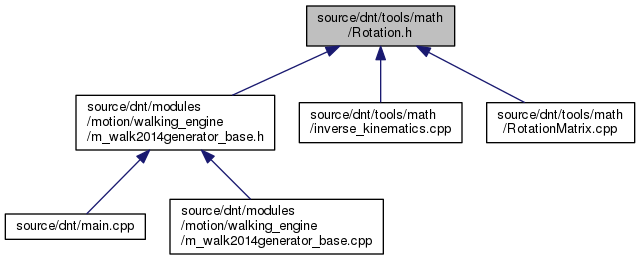 source/dnt/tools/math
/Rotation.h
source/dnt/modules
/motion/walking_engine
/m_walk2014generator_base.h
source/dnt/tools/math
/inverse_kinematics.cpp
source/dnt/tools/math
/RotationMatrix.cpp
source/dnt/main.cpp
source/dnt/modules
/motion/walking_engine
/m_walk2014generator_base.cpp